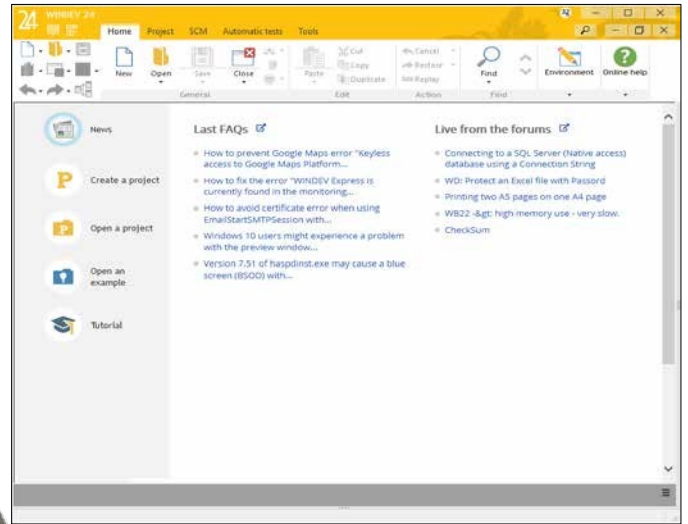 24 WINDEV 24
Home Project SCM Automatic tests Tools
New Open Save Close Paste Cut Copy Duplicate Cancel Restore Replay Find Environment Online help
General Edit Action Find
News
Create a project
Open a project
Open an
example
Tutorial
Last FAQs
How to prevent Google Maps error "Keyless
access to Google Maps Platform...
How to fix the error "WINDEV Express is
currently found in the monitoring...
How to avoid certificate error when using
EmailStartSMTPSession with...
Windows 10 users might experience a problem
with the preview window...
Version 7.51 of haspdinst.exe may cause a blue
screen (BSOD) with...
Live from the forums
Connecting to a SQL Server (Native access)
database using a Connection String
WD: Protect an Excel file with Passord
Printing two A5 pages on one A4 page
WB22 -&gt; high memory use - very slow.
CheckSum